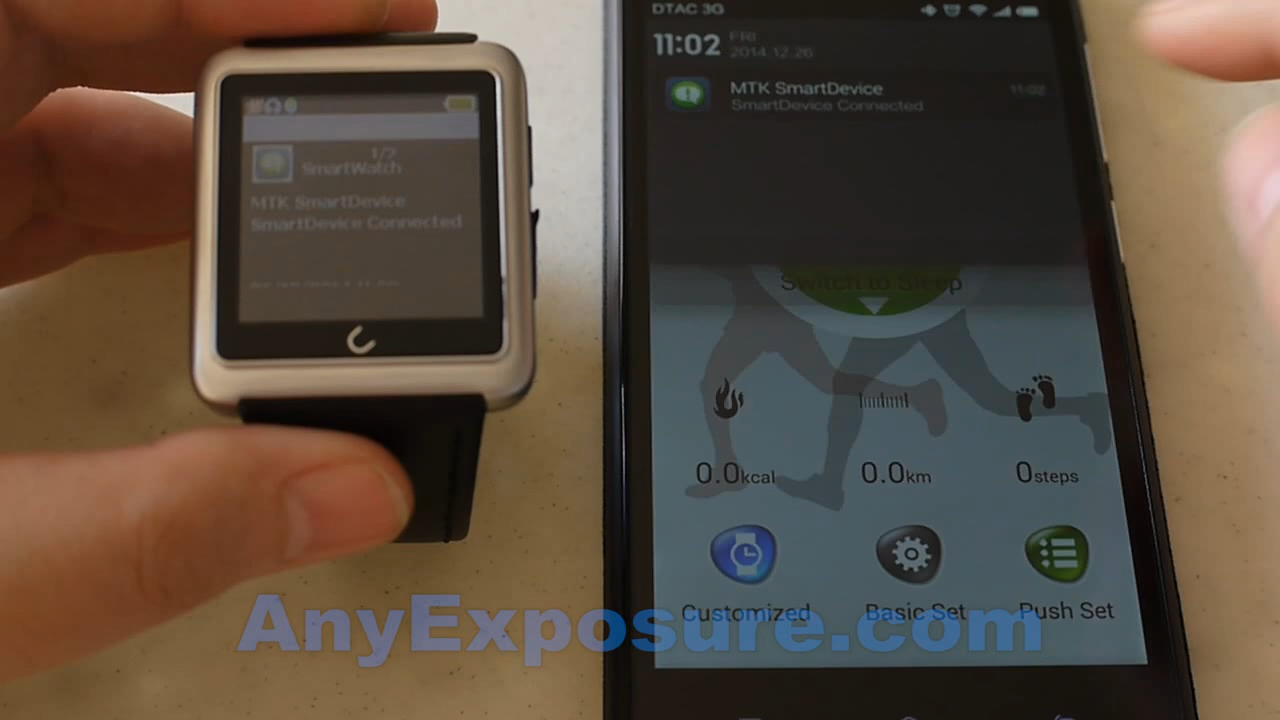 1/2
SmartWatch
MTK SmartDevice
SmartDevice Connected
DTAC 3G
11:02
FRI
2014.12.26
MTK SmartDevice
11:02
SmartDevice Connected
Switch to Sleep
0.0kcal
0.0km
0steps
Customized
Basic Set
Push Set
AnyExposure.com